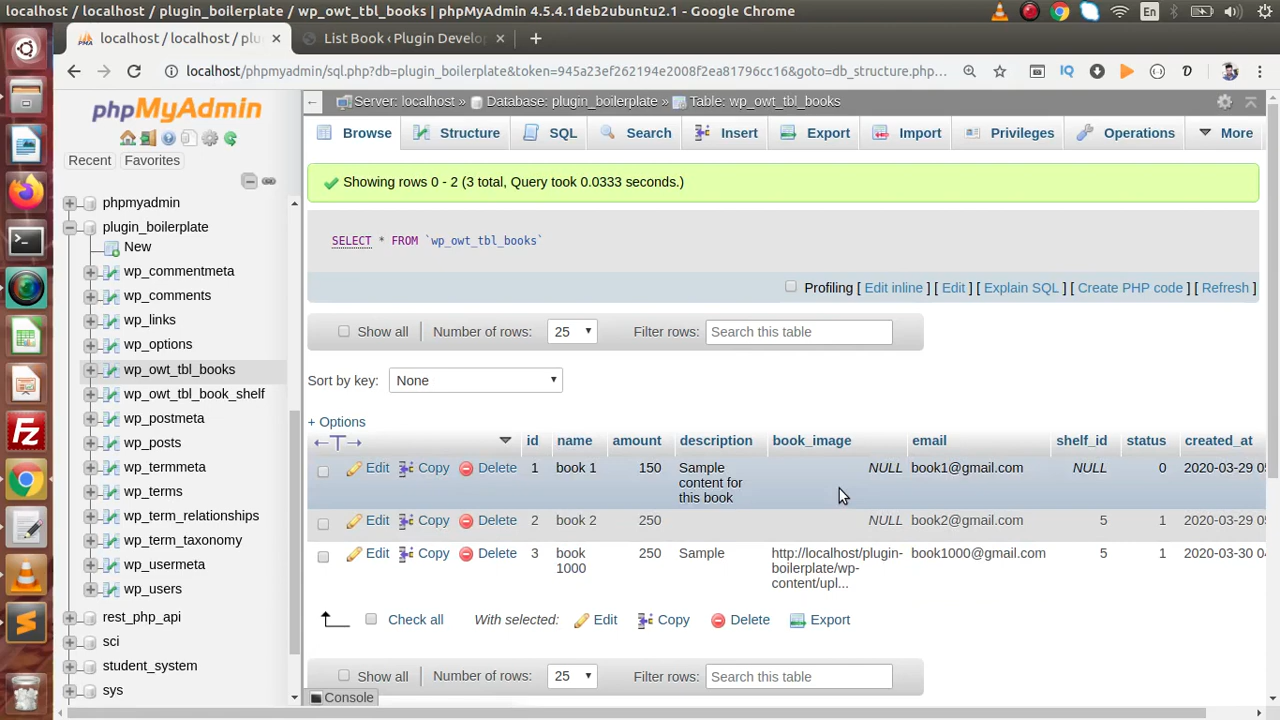 localhost / localhost / plugin_boilerplate / wp_owt_tbl_books | phpMyAdmin 4.5.4.1deb2ubuntu2.1 - Google Chrome
En
localhost / localhost / plu
List Book ‹ Plugin Develo
localhost/phpmyadmin/sql.php?db=plugin_boilerplate&token=945a23ef262194e2008f2ea81776cc16&goto=db_structure.php...
IQ
phpMyAdmin
Recent
Favorites
phpmyadmin
plugin_boilerplate
New
wp_commentmeta
wp_comments
wp_links
wp_options
wp_owt_tbl_books
wp_owt_tbl_book_shelf
wp_postmeta
wp_posts
wp_termmeta
wp_terms
wp_term_relationships
wp_term_taxonomy
wp_usermeta
wp_users
rest_php_api
sci
student_system
sys
Server: localhost » Database: plugin_boilerplate » Table: wp_owt_tbl_books
Browse Structure SQL Search Insert Export Import Privileges Operations More
Showing rows 0 - 2 (3 total, Query took 0.0333 seconds.)
SELECT * FROM `wp_owt_tbl_books`
Profiling [ Edit inline ] [ Edit ] [ Explain SQL ] [ Create PHP code ] [ Refresh ]
Show all Number of rows: 25 Filter rows: Search this table
Sort by key: None
+ Options
id name amount description book_image email shelf_id status created_at
Edit Copy Delete 1 book 1 150 Sample content for this book NULL book1@gmail.com NULL 0 2020-03-29 0
Edit Copy Delete 2 book 2 250 NULL book2@gmail.com 5 1 2020-03-29 0
Edit Copy Delete 3 book 1000 250 Sample http://localhost/plugin-boilerplate/wp-content/upl... book1000@gmail.com 5 1 2020-03-30 0
Check all With selected: Edit Copy Delete Export
Show all Number of rows: 25 Filter rows: Search this table
Console